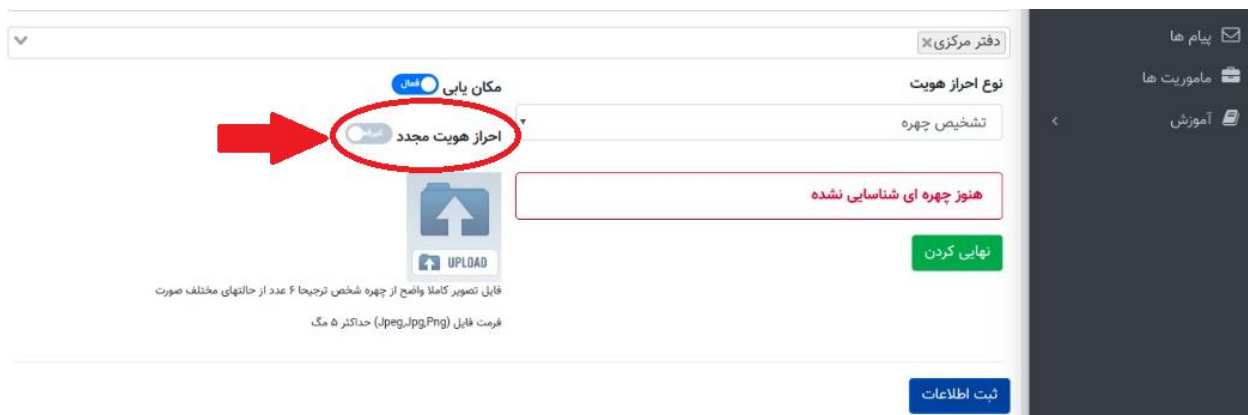 پیام ها
ماموریت ها
آموزش
دفتر مرکزی
نوع احراز هویت
مکان یابی فعال
تشخیص چهره
احراز هویت مجدد
هنوز چهره ای شناسایی نشده
نهایی کردن
UPLOAD
فایل تصویر کاملا واضح از چهره شخص ترجیحا ۶ عدد از حالتهای مختلف صورت
فرمت فایل (Jpeg,Jpg,Png) حداکثر ۵ مگ
ثبت اطلاعات